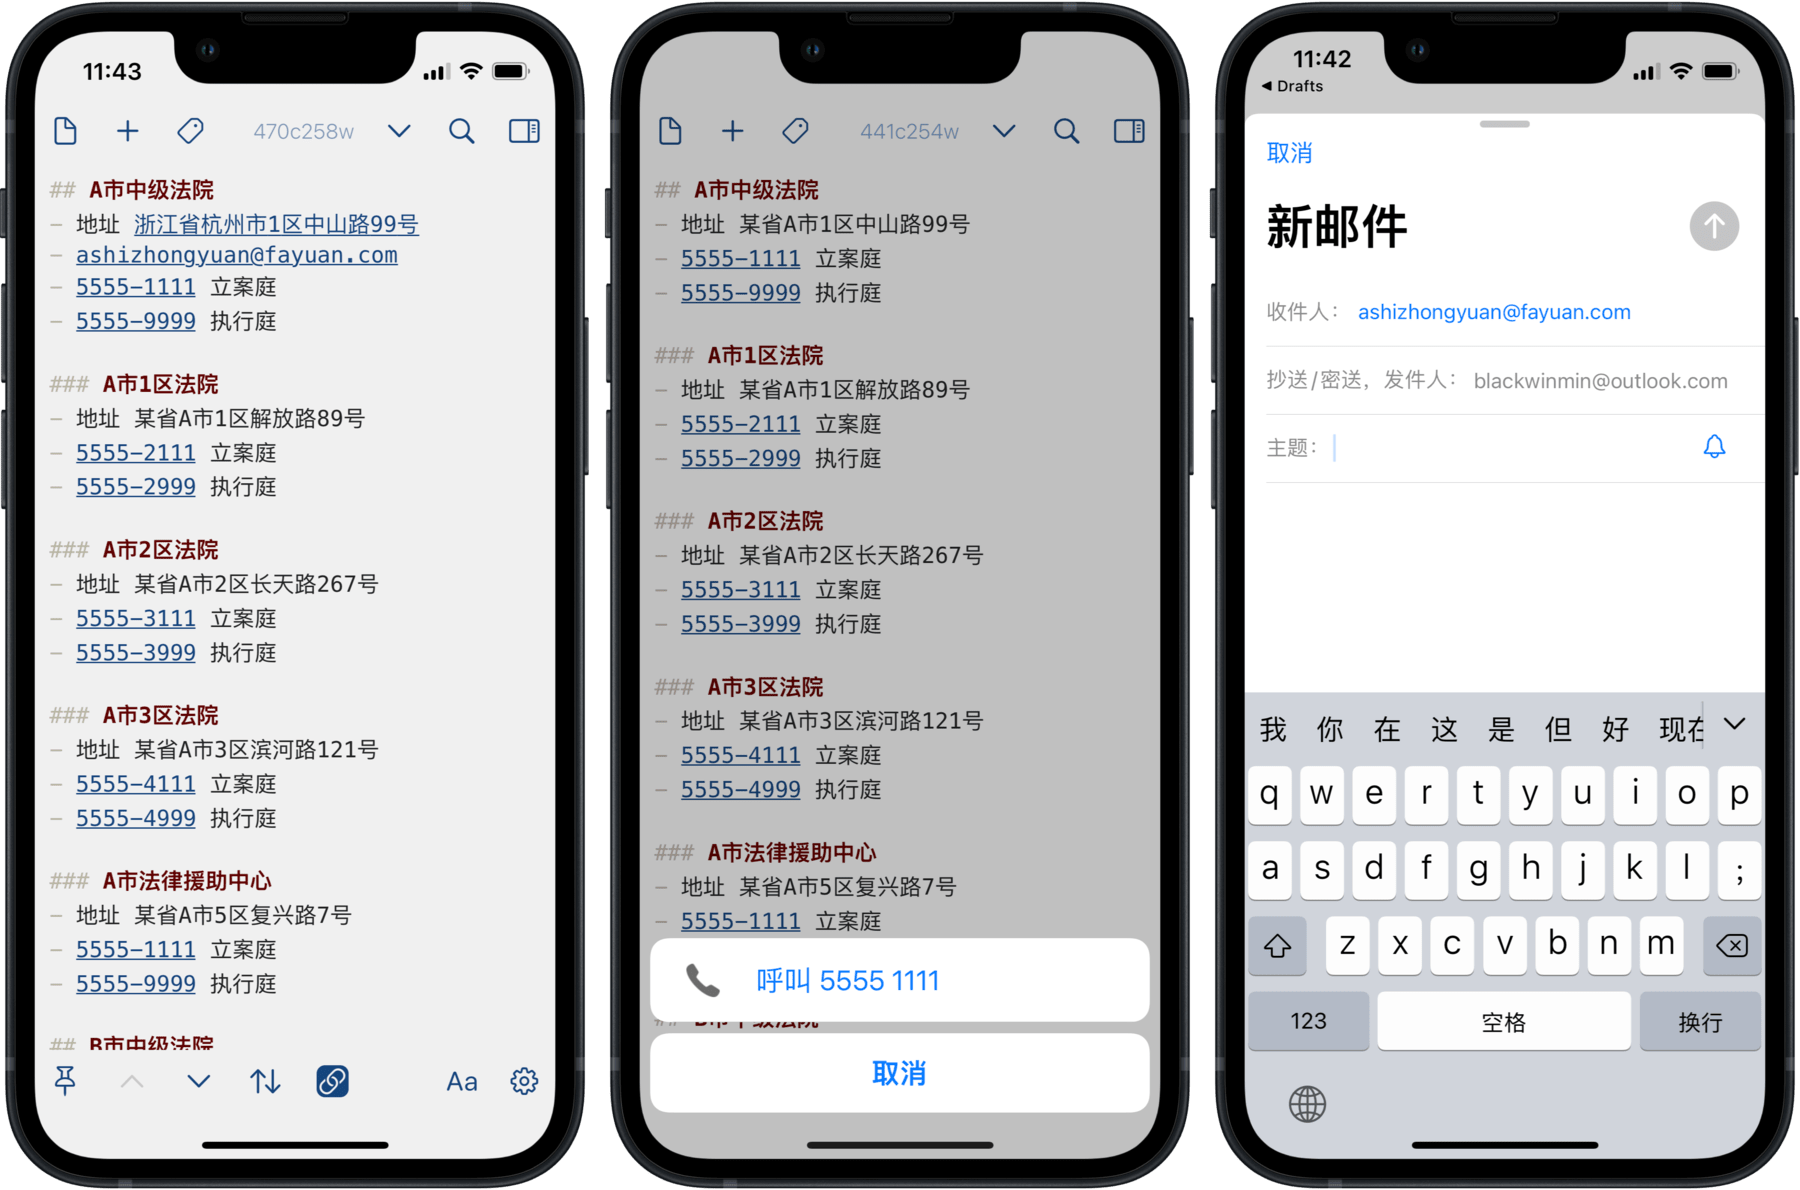 11:43
470c258w
## A市中级法院
- 地址 浙江省杭州市1区中山路99号
- ashizhongyuan@fayuan.com
- 5555-1111 立案庭
- 5555-9999 执行庭
### A市1区法院
- 地址 某省A市1区解放路89号
- 5555-2111 立案庭
- 5555-2999 执行庭
### A市2区法院
- 地址 某省A市2区长天路267号
- 5555-3111 立案庭
- 5555-3999 执行庭
### A市3区法院
- 地址 某省A市3区滨河路121号
- 5555-4111 立案庭
- 5555-4999 执行庭
### A市法律援助中心
- 地址 某省A市5区复兴路7号
- 5555-1111 立案庭
- 5555-9999 执行庭
## B市中级法院
Aa
441c254w
## A市中级法院
- 地址 某省A市1区中山路99号
- 5555-1111 立案庭
- 5555-9999 执行庭
### A市1区法院
- 地址 某省A市1区解放路89号
- 5555-2111 立案庭
- 5555-2999 执行庭
### A市2区法院
- 地址 某省A市2区长天路267号
- 5555-3111 立案庭
- 5555-3999 执行庭
### A市3区法院
- 地址 某省A市3区滨河路121号
- 5555-4111 立案庭
- 5555-4999 执行庭
### A市法律援助中心
- 地址 某省A市5区复兴路7号
- 5555-1111 立案庭
呼叫 5555 1111
## B市中级法院
取消
11:42
◀ Drafts
取消
新邮件
收件人： ashizhongyuan@fayuan.com
抄送/密送，发件人： blackwinmin@outlook.com
主题：
我 你 在 这 是 但 好 现在
q w e r t y u i o p
a s d f g h j k l ;
z x c v b n m
123 空格 换行